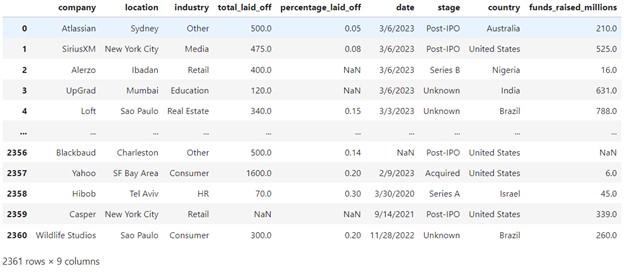 company location industry total_laid_off percentage_laid_off date stage country funds_raised_millions
0 Atlassian Sydney Other 500.0 0.05 3/6/2023 Post-IPO Australia 210.0
1 SiriusXM New York City Media 475.0 0.08 3/6/2023 Post-IPO United States 525.0
2 Alerzo Ibadan Retail 400.0 NaN 3/6/2023 Series B Nigeria 16.0
3 UpGrad Mumbai Education 120.0 NaN 3/6/2023 Unknown India 631.0
4 Loft Sao Paulo Real Estate 340.0 0.15 3/3/2023 Unknown Brazil 788.0
... ... ... ... ... ... ... ... ... ...
2356 Blackbaud Charleston Other 500.0 0.14 NaN Post-IPO United States NaN
2357 Yahoo SF Bay Area Consumer 1600.0 0.20 2/9/2023 Acquired United States 6.0
2358 Hibob Tel Aviv HR 70.0 0.30 3/30/2020 Series A Israel 45.0
2359 Casper New York City Retail NaN NaN 9/14/2021 Post-IPO United States 339.0
2360 Wildlife Studios Sao Paulo Consumer 300.0 0.20 11/28/2022 Unknown Brazil 260.0
2361 rows × 9 columns